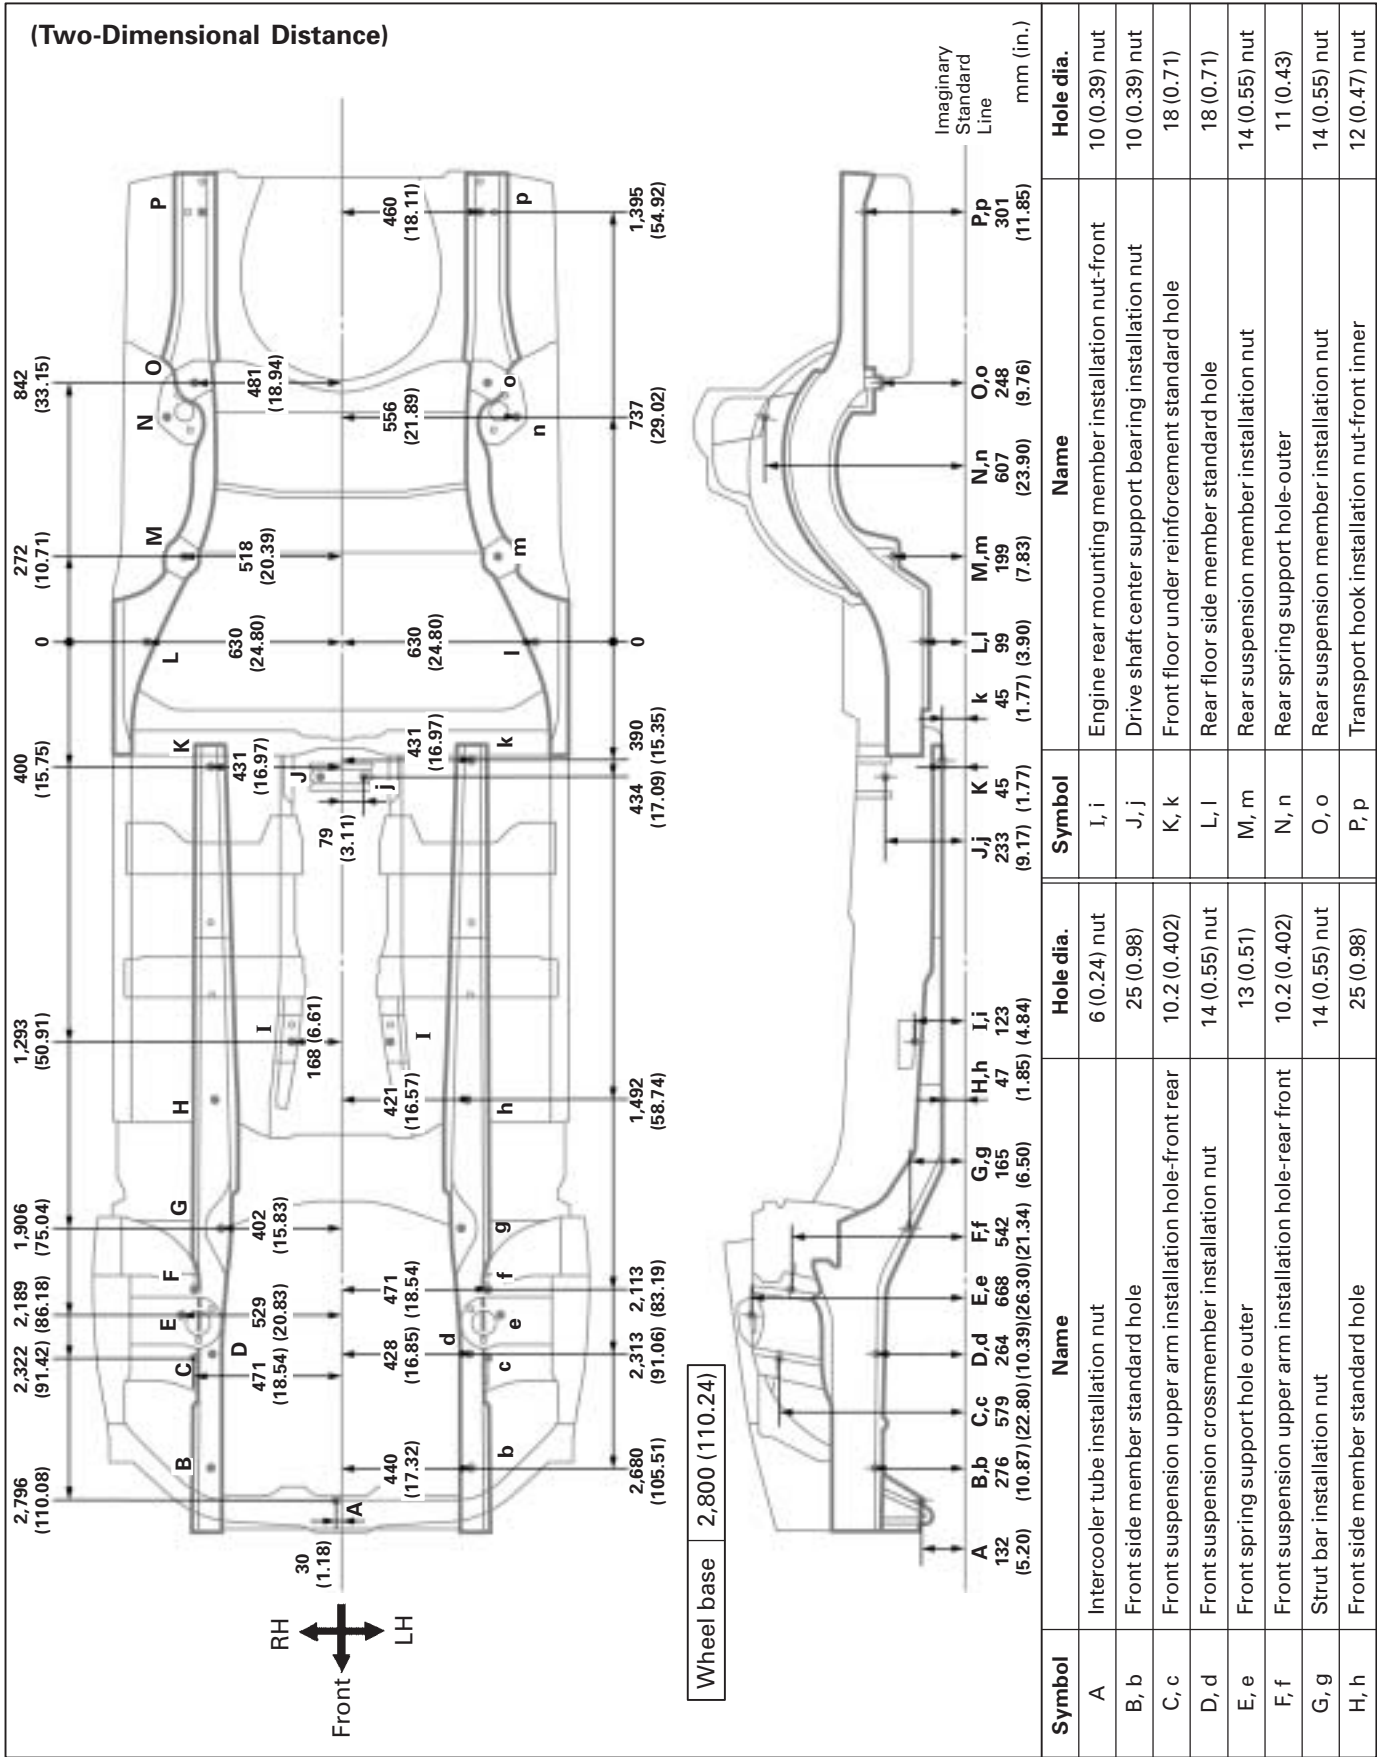 (Two-Dimensional Distance)
2,796 2,322 2,189 1,906 1,293 400 0 272 842
(110.08) (91.42) (86.18) (75.04) (50.91) (15.75) (10.71) (33.15)
B C E F G H K L M N O P
D
471
(18.54)
529
(20.83)
402
(15.83)
I
168 (6.61)
431
(16.97)
J
630
(24.80)
518
(20.39)
481
(18.94)
30
(1.18)
A
RH
Front
LH
79
(3.11)
j
440
(17.32)
428
(16.85)
471
(18.54)
421
(16.57)
I
431
(16.97)
630
(24.80)
556
(21.89)
460
(18.11)
b c d e f g h k l m n o p
2,680 2,313 2,113 1,492 434 390 0 737 1,395
(105.51) (91.06) (83.19) (58.74) (17.09) (15.35) (29.02) (54.92)
Wheel base 2,800 (110.24)
Imaginary
Standard
Line
A B,b C,c D,d E,e F,f G,g H,h I,i J,j K k L,l M,m N,n O,o P,p
132 276 579 264 668 542 165 47 123 233 45 45 99 199 607 248 301
(5.20) (10.87) (22.80) (10.39) (26.30) (21.34) (6.50) (1.85) (4.84) (9.17) (1.77) (1.77) (3.90) (7.83) (23.90) (9.76) (11.85)
mm (in.)
Symbol Name Hole dia. Symbol Name Hole dia.
A Intercooler tube installation nut 6 (0.24) nut I, i Engine rear mounting member installation nut-front 10 (0.39) nut
B, b Front side member standard hole 25 (0.98) J, j Drive shaft center support bearing installation nut 10 (0.39) nut
C, c Front suspension upper arm installation hole-front rear 10.2 (0.402) K, k Front floor under reinforcement standard hole 18 (0.71)
D, d Front suspension crossmember installation nut 14 (0.55) nut L, l Rear floor side member standard hole 18 (0.71)
E, e Front spring support hole outer 13 (0.51) M, m Rear suspension member installation nut 14 (0.55) nut
F, f Front suspension upper arm installation hole-rear front 10.2 (0.402) N, n Rear spring support hole-outer 11 (0.43)
G, g Strut bar installation nut 14 (0.55) nut O, o Rear suspension member installation nut 14 (0.55) nut
H, h Front side member standard hole 25 (0.98) P, p Transport hook installation nut-front inner 12 (0.47) nut